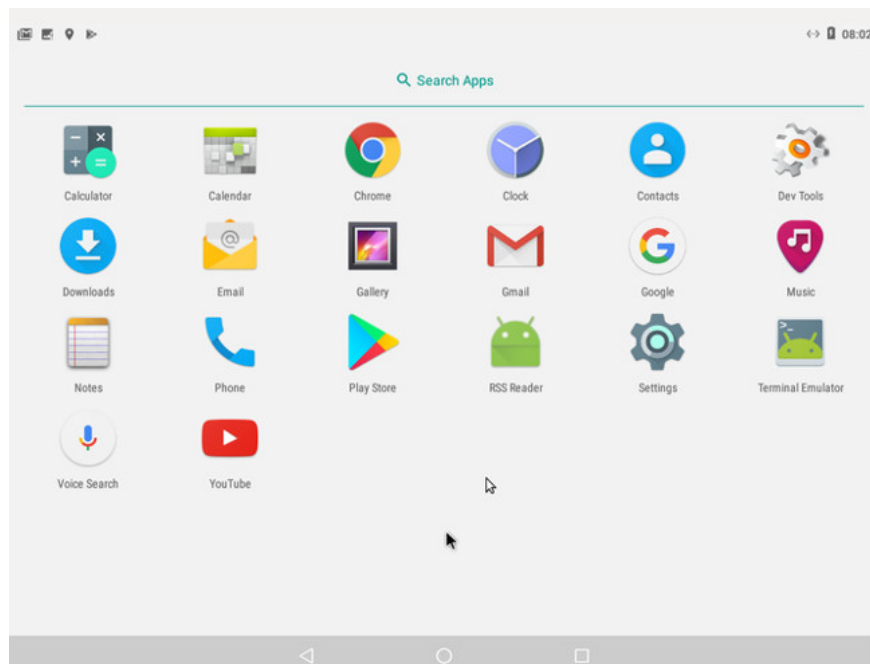 08:02
Search Apps
Calculator Calendar Chrome Clock Contacts Dev Tools
Downloads Email Gallery Gmail Google Music
Notes Phone Play Store RSS Reader Settings Terminal Emulator
Voice Search YouTube